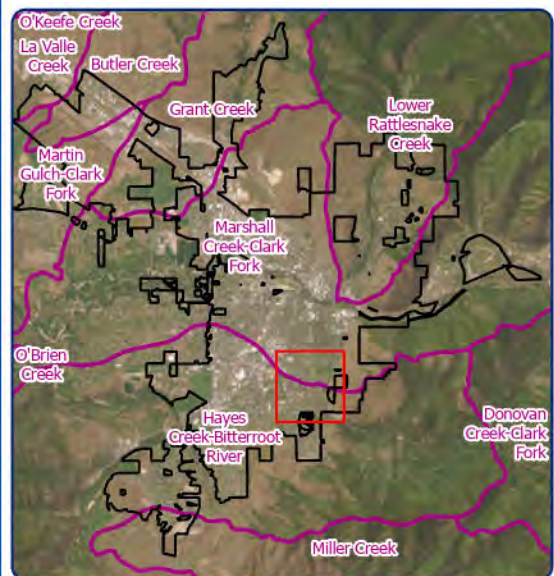 O'Keefe Creek
La Valle
Creek
Butler Creek
Grant Creek
Lower
Rattlesnake
Creek
Martin
Gulch-Clark
Fork
Marshall
Creek-Clark
Fork
O'Brien
Creek
Hayes
Creek-Bitterroot
River
Donovan
Creek-Clark
Fork
Miller Creek